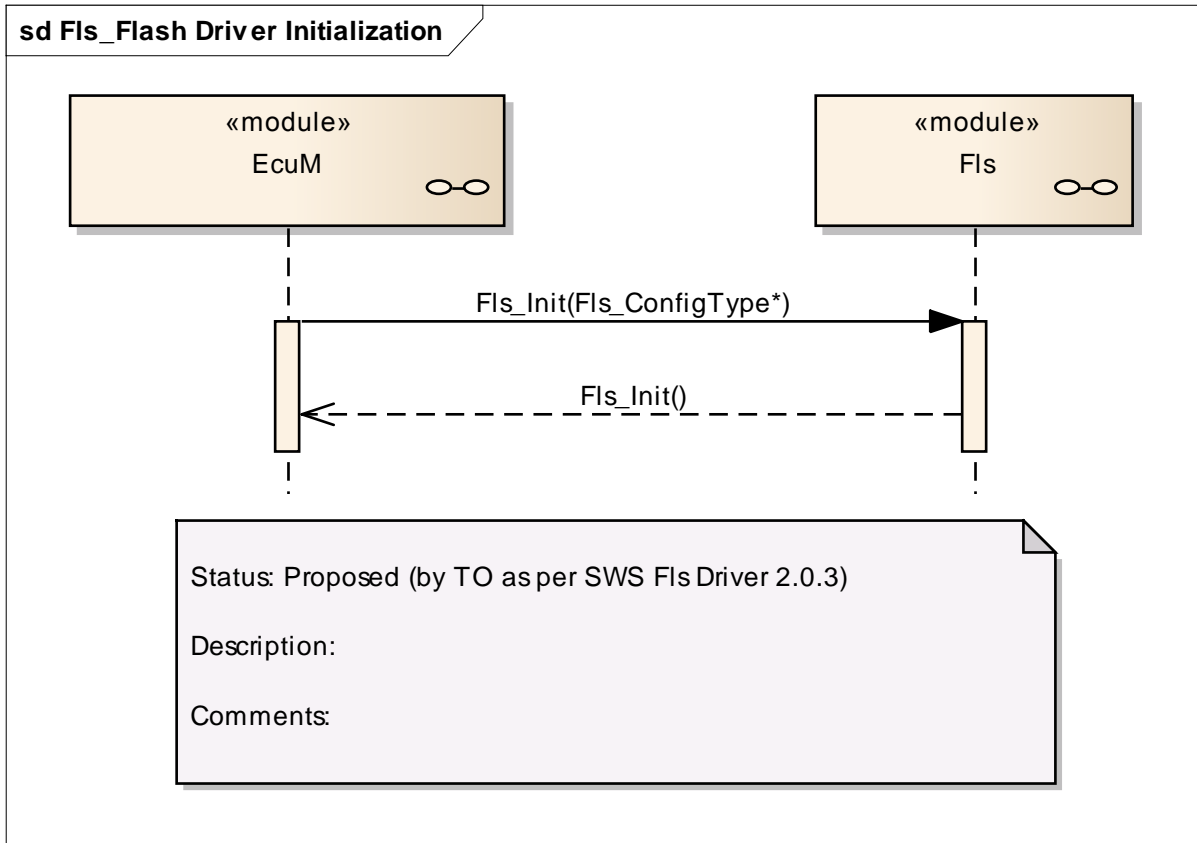 sd Fls_Flash Driver Initialization
«module»
EcuM
«module»
Fls
Fls_Init(Fls_ConfigType*)
Fls_Init()
Status: Proposed (by TO as per SWS Fls Driver 2.0.3)
Description:
Comments: